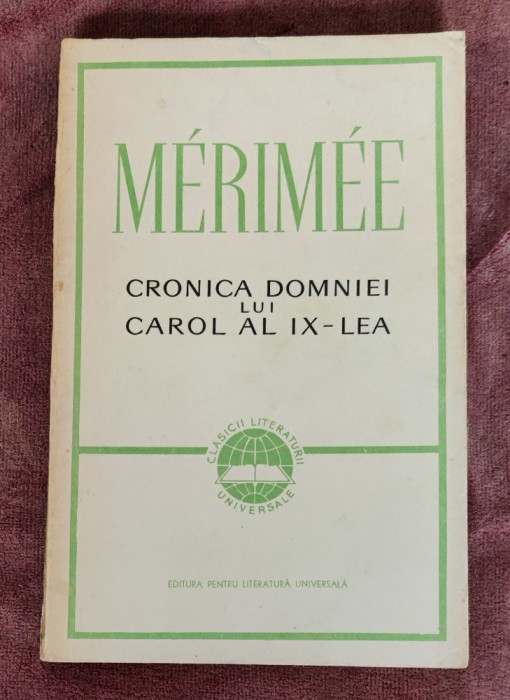 MÉRIMÉE
CRONICA DOMNIEI
LUI
CAROL AL IX-LEA
CLASICII LITERATURII
UNIVERSALE
EDITURA PENTRU LITERATURĂ UNIVERSALĂ